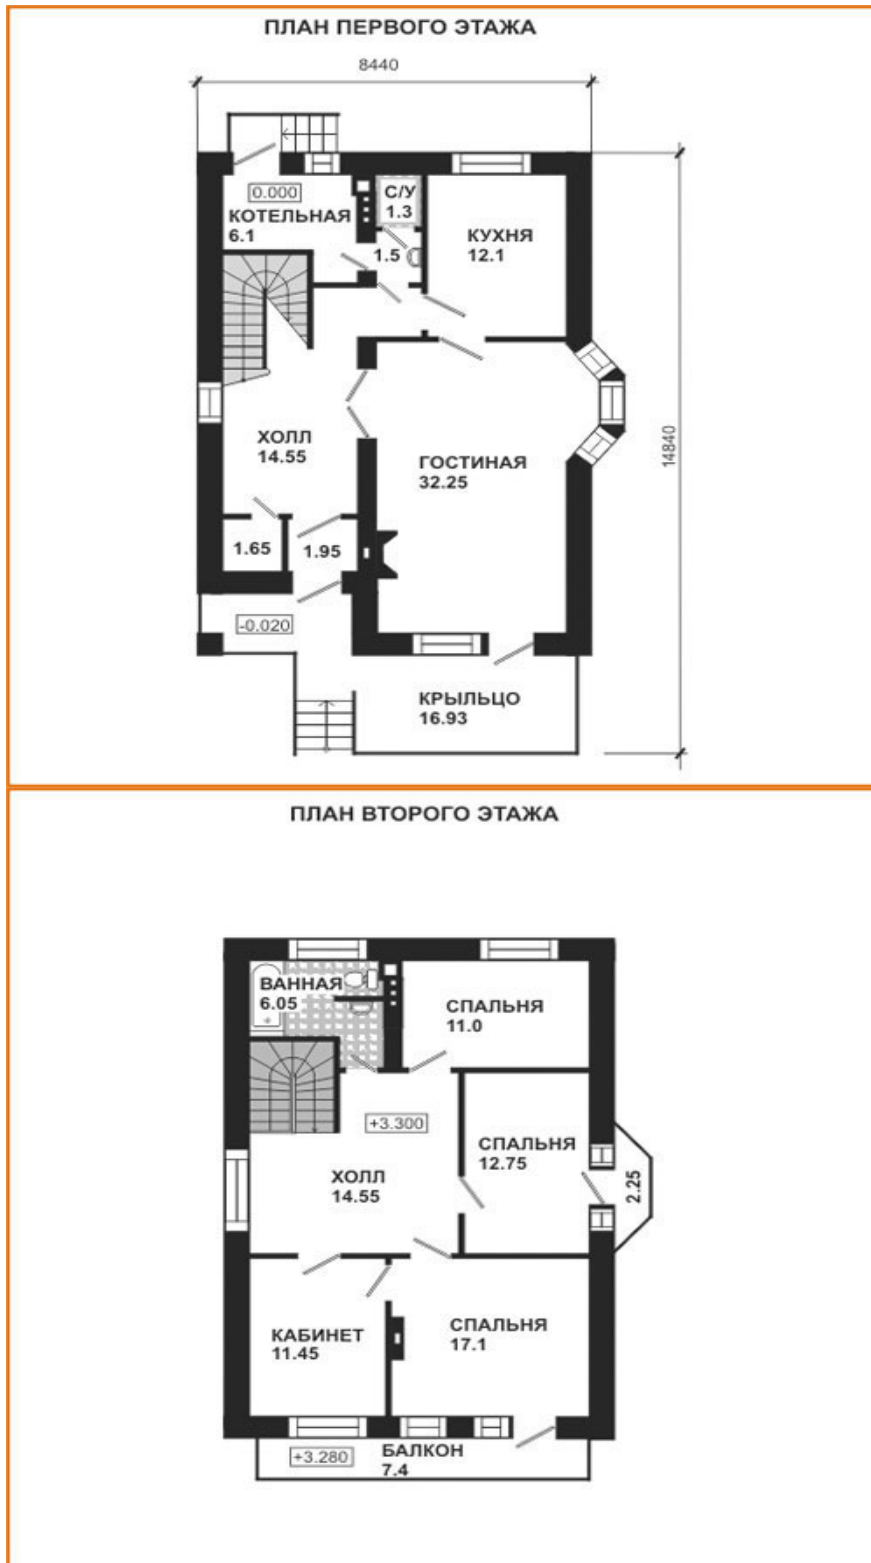 ПЛАН ПЕРВОГО ЭТАЖА
8440
0.000
КОТЕЛЬНАЯ
6.1
С/У
1.3
1.5
КУХНЯ
12.1
ХОЛЛ
14.55
ГОСТИНАЯ
32.25
14840
1.65
1.95
-0.020
КРЫЛЬЦО
16.93
ПЛАН ВТОРОГО ЭТАЖА
ВАННАЯ
6.05
СПАЛЬНЯ
11.0
+3.300
СПАЛЬНЯ
12.75
ХОЛЛ
14.55
2.25
КАБИНЕТ
11.45
СПАЛЬНЯ
17.1
+3.280
БАЛКОН
7.4